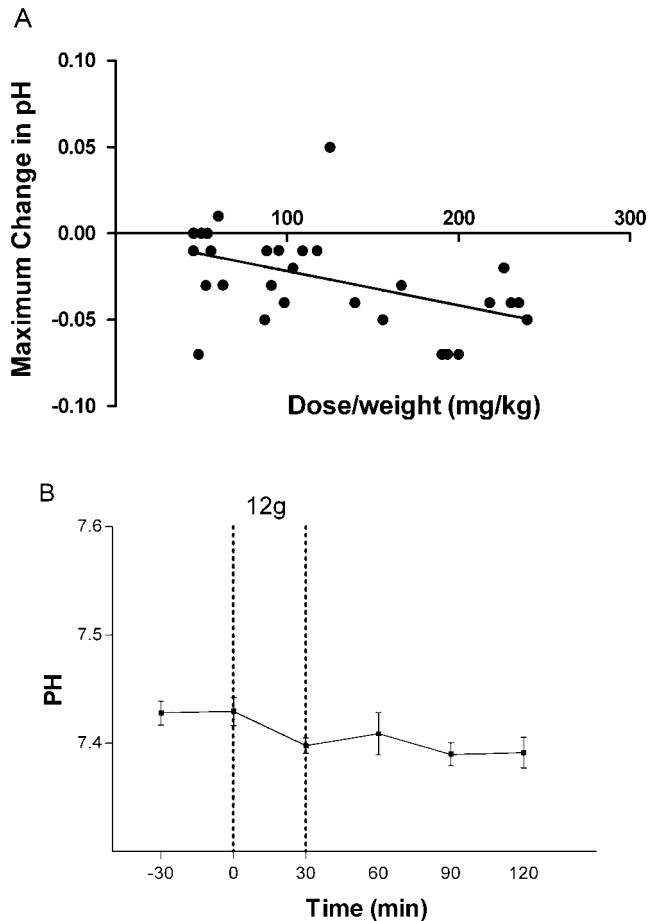 A
Maximum Change in pH
0.10
0.05
0.00
-0.05
-0.10
100 200 300
Dose/weight (mg/kg)
B
12g
PH
7.6
7.5
7.4
-30 0 30 60 90 120
Time (min)